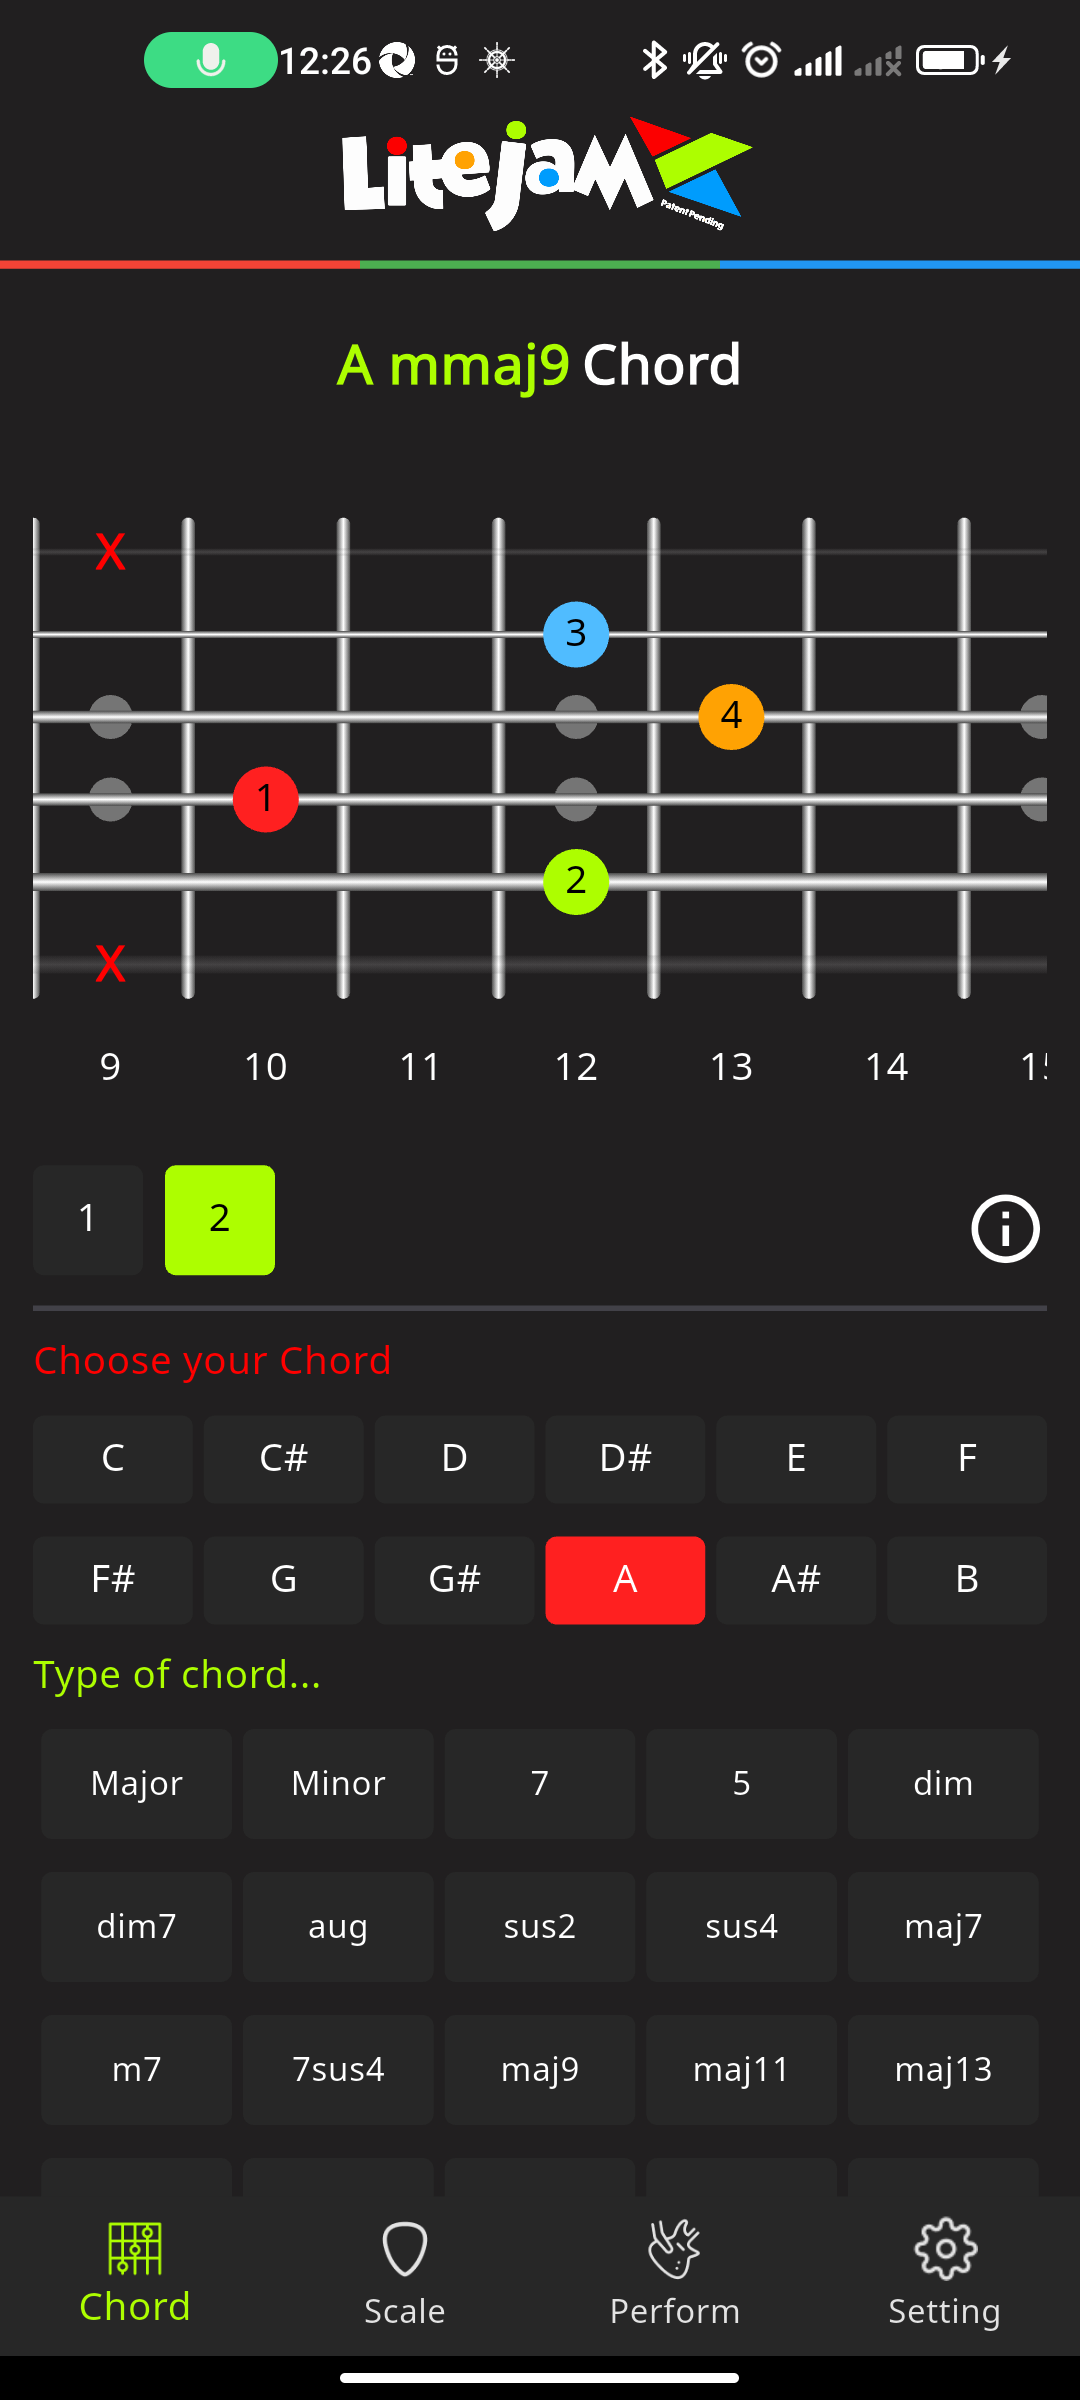 12:26
Litejam
Patent Pending
A mmaj9 Chord
X
3
4
1
2
X
9 10 11 12 13 14 15
1 2
Choose your Chord
C C# D D# E F
F# G G# A A# B
Type of chord...
Major Minor 7 5 dim
dim7 aug sus2 sus4 maj7
m7 7sus4 maj9 maj11 maj13
Chord Scale Perform Setting